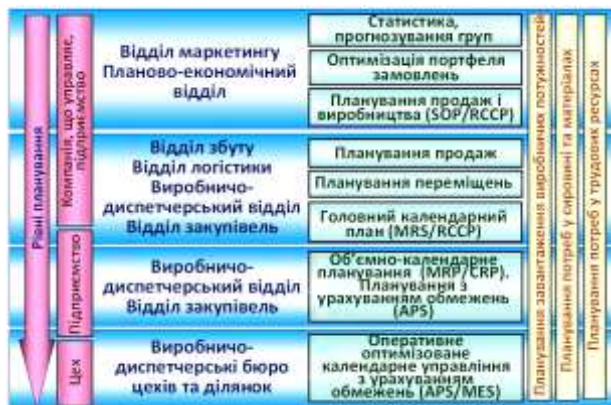 Рівні планування
Компанія, що управляє,
підприємство
Підприємство
Цех
Відділ маркетингу
Планово-економічний
відділ
Статистика,
прогнозування груп
Оптимізація портфеля
замовлень
Планування продаж і
виробництва (SOP/RCCP)
Відділ збуту
Відділ логістики
Виробничо-
диспетчерський відділ
Відділ закупівель
Планування продаж
Планування переміщень
Головний календарний
план (MRS/RCCP)
Виробничо-
диспетчерський відділ
Відділ закупівель
Об'ємно-календарне
планування (MRP/CRP).
Планування з
урахуванням обмежень
(APS)
Виробничо-
диспетчерські бюро
цехів та ділянок
Оперативне
оптимізоване
календарне управління
з урахуванням
обмежень (APS/MES)
Планування завантаження виробничих потужностей
Планування потреб у сировині та матеріалах
Планування потреб у трудових ресурсах